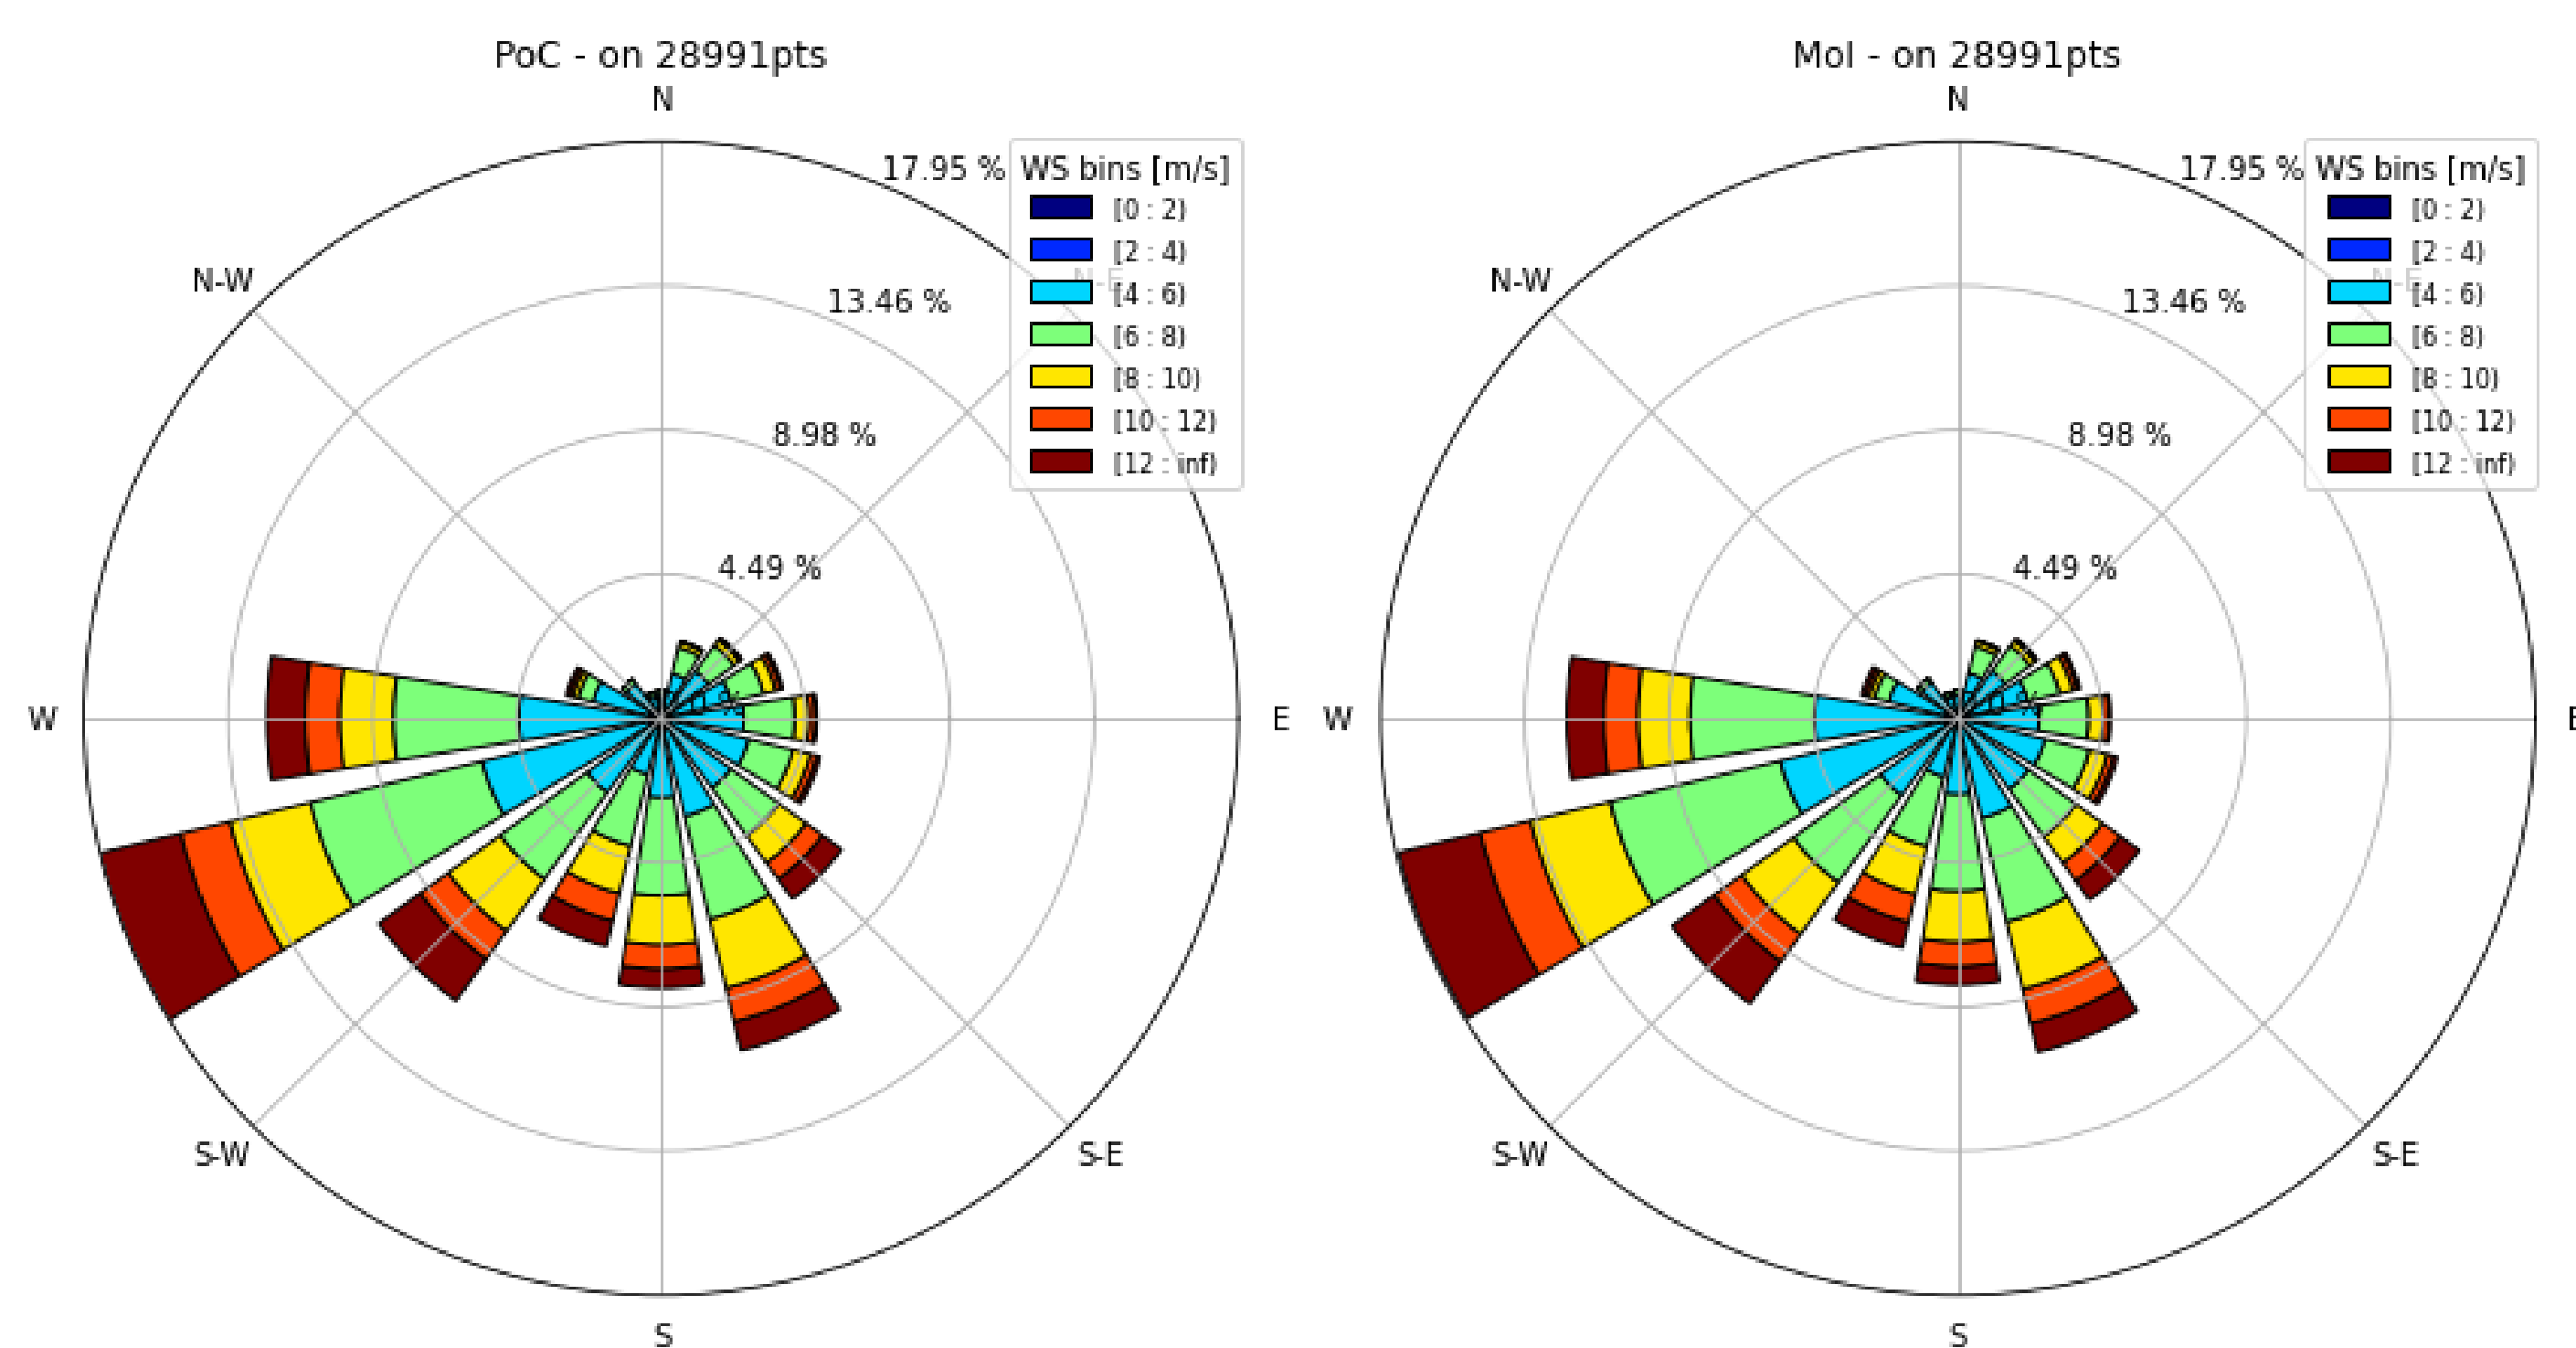 PoC - on 28991pts
N
17.95 %
13.46 %
8.98 %
4.49 %
N-W
N-E
W
E
S-W
S-E
S
WS bins [m/s]
[0 : 2)
[2 : 4)
[4 : 6)
[6 : 8)
[8 : 10)
[10 : 12)
[12 : inf)
MoI - on 28991pts
N
17.95 %
13.46 %
8.98 %
4.49 %
N-W
N-E
W
E
S-W
S-E
S
WS bins [m/s]
[0 : 2)
[2 : 4)
[4 : 6)
[6 : 8)
[8 : 10)
[10 : 12)
[12 : inf)